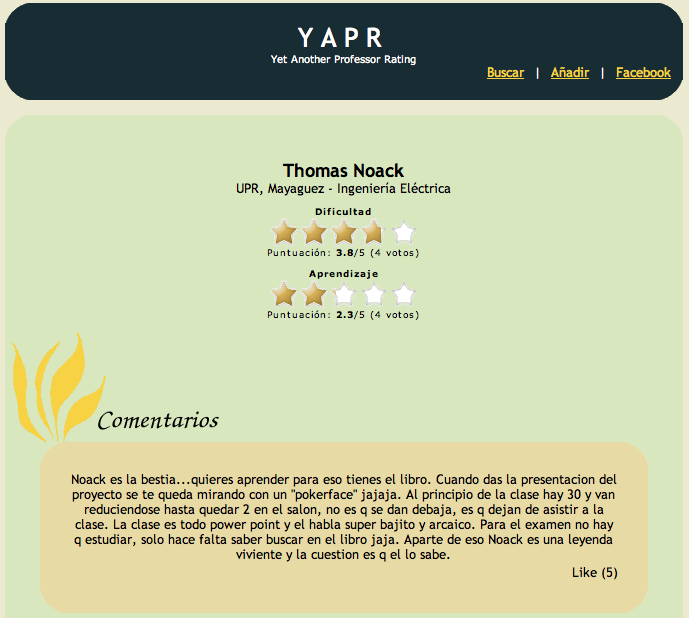 YAPR
Yet Another Professor Rating
Buscar | Añadir | Facebook
Thomas Noack
UPR, Mayaguez - Ingeniería Eléctrica
Dificultad
Puntuación: 3.8/5 (4 votos)
Aprendizaje
Puntuación: 2.3/5 (4 votos)
Comentarios
Noack es la bestia...quieres aprender para eso tienes el libro. Cuando das la presentacion del
proyecto se te queda mirando con un "pokerface" jajaja. Al principio de la clase hay 30 y van
reduciendose hasta quedar 2 en el salon, no es q se dan debaja, es q dejan de asistir a la
clase. La clase es todo power point y el habla super bajito y arcaico. Para el examen no hay
q estudiar, solo hace falta saber buscar en el libro jaja. Aparte de eso Noack es una leyenda
viviente y la cuestion es q el lo sabe.
Like (5)